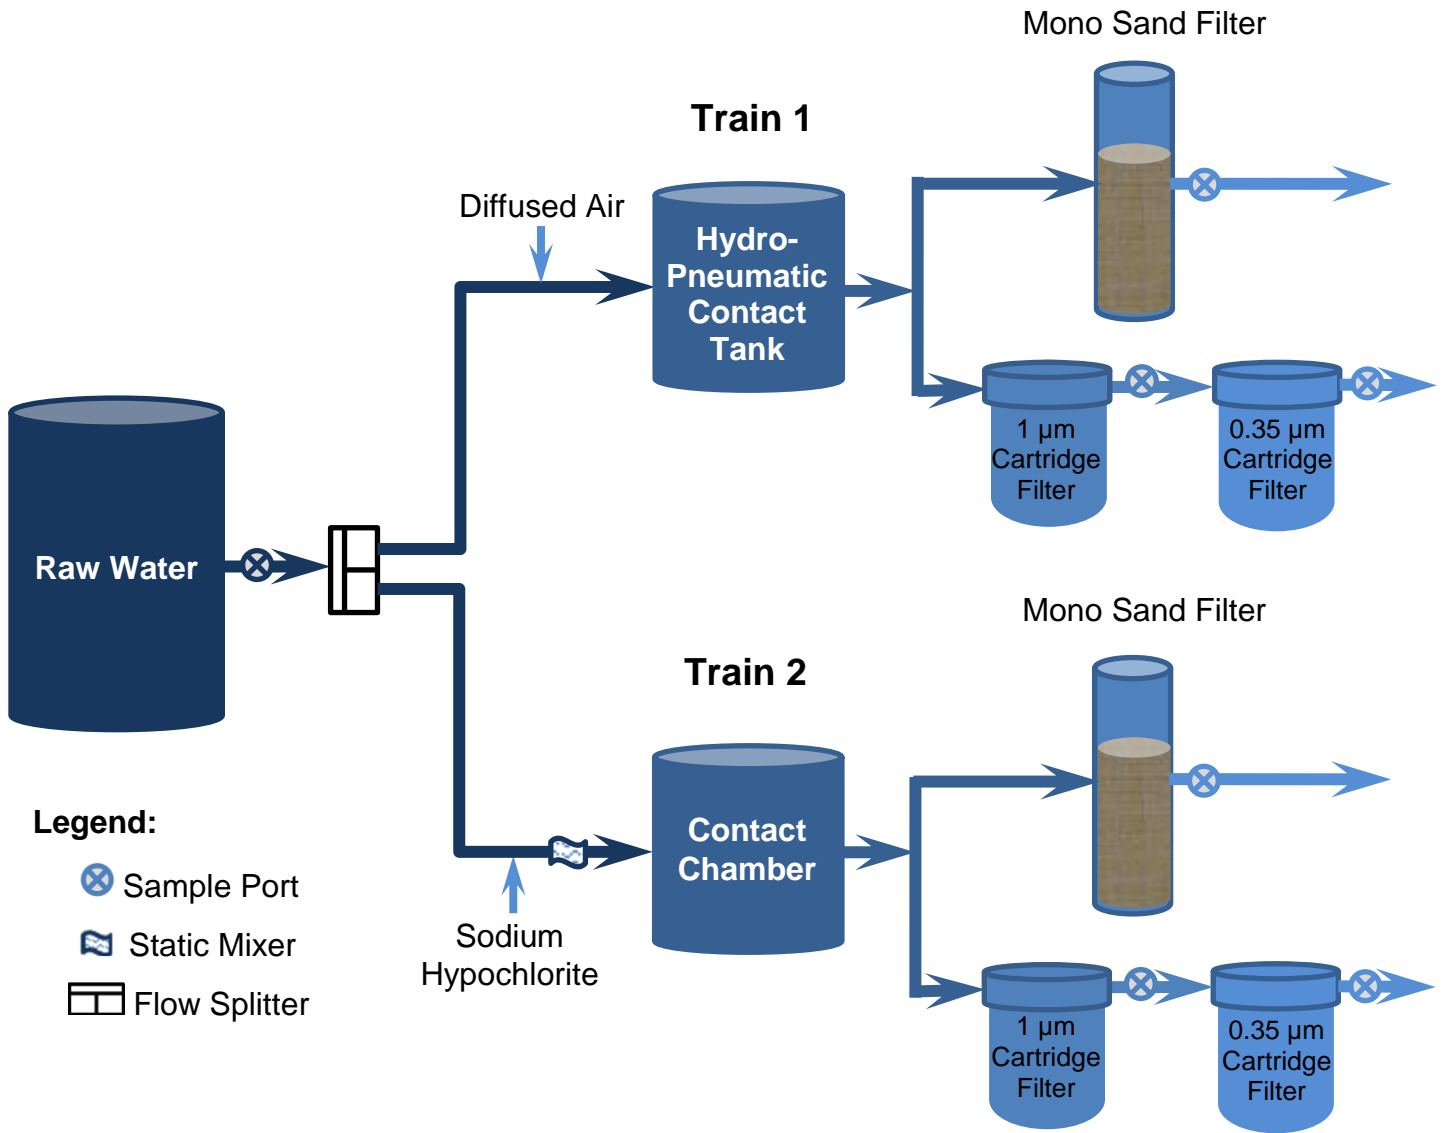 Mono Sand Filter
Train 1
Diffused Air
Hydro-
Pneumatic
Contact
Tank
1 µm
Cartridge
Filter
0.35 µm
Cartridge
Filter
Raw Water
Mono Sand Filter
Train 2
Contact
Chamber
Sodium
Hypochlorite
1 µm
Cartridge
Filter
0.35 µm
Cartridge
Filter
Legend:
Sample Port
Static Mixer
Flow Splitter